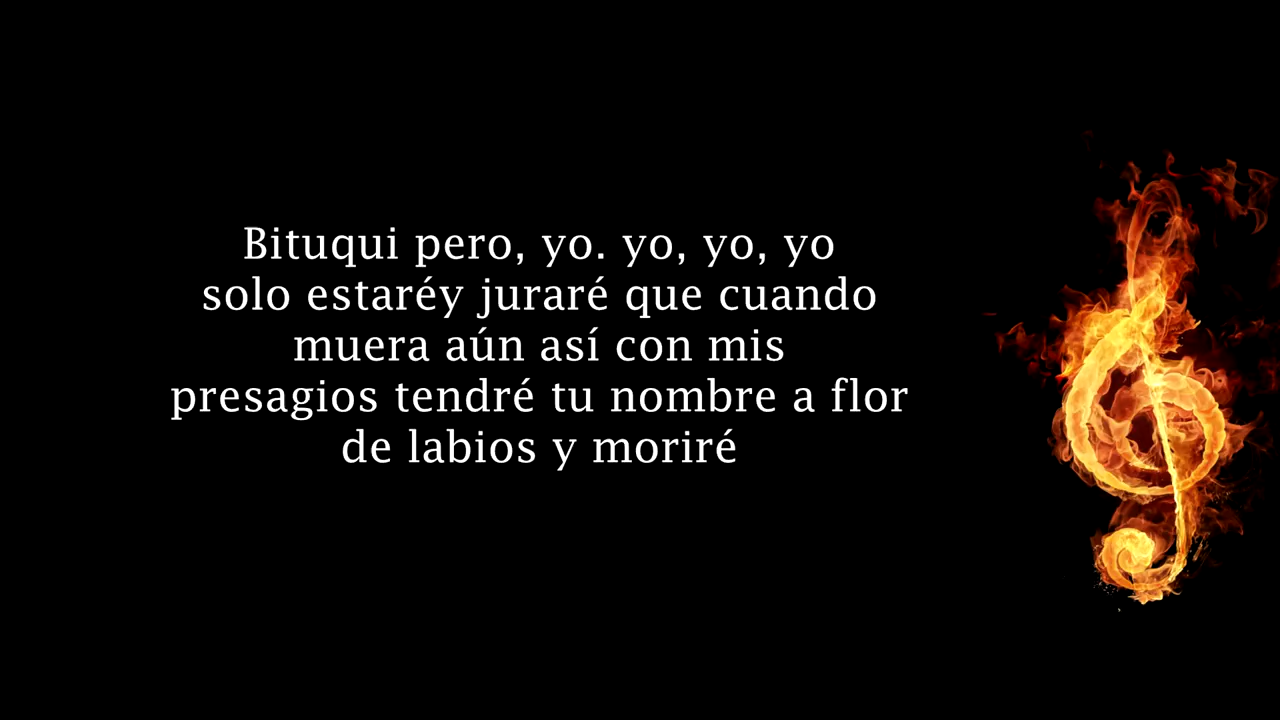 Bituqui pero, yo. yo, yo, yo
solo estaréy juraré que cuando
muera aún así con mis
presagios tendré tu nombre a flor
de labios y moriré